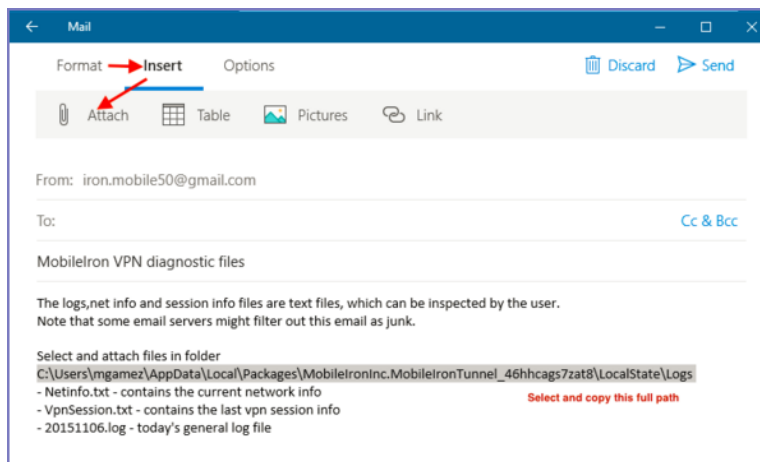 Mail
Format Insert Options Discard Send
Attach Table Pictures Link
From: iron.mobile50@gmail.com
To: Cc & Bcc
MobileIron VPN diagnostic files
The logs,net info and session info files are text files, which can be inspected by the user.
Note that some email servers might filter out this email as junk.
Select and attach files in folder
C:\Users\mgamez\AppData\Local\Packages\MobileIronInc.MobileIronTunnel_46hhcags7zat8\LocalState\Logs
- Netinfo.txt - contains the current network info
Select and copy this full path
- VpnSession.txt - contains the last vpn session info
- 20151106.log - today's general log file